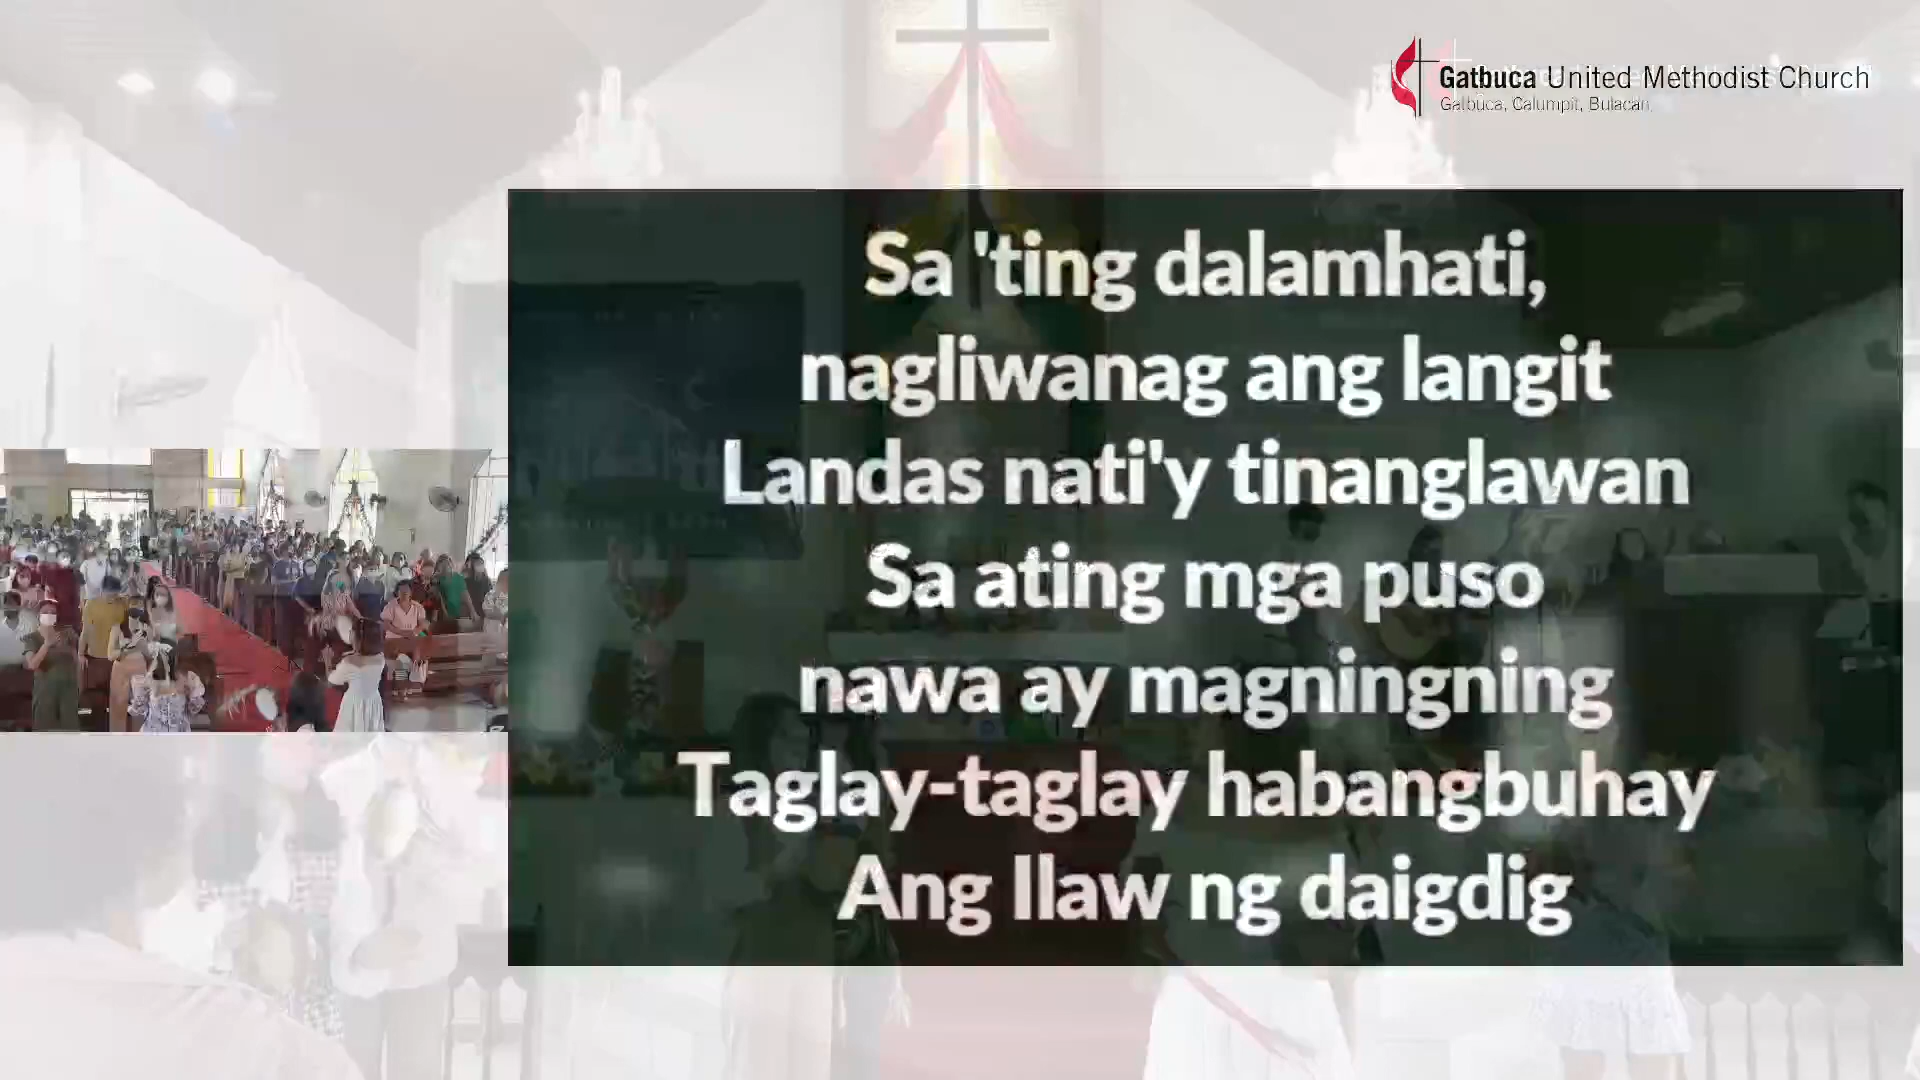 Gatbuca United Methodist Church
Gatbuca, Calumpit, Bulacan
Sa 'ting dalamhati,
nagliwanag ang langit
Landas nati'y tinanglawan
Sa ating mga puso
nawa ay magningning
Taglay-taglay habangbuhay
Ang Ilaw ng daigdig